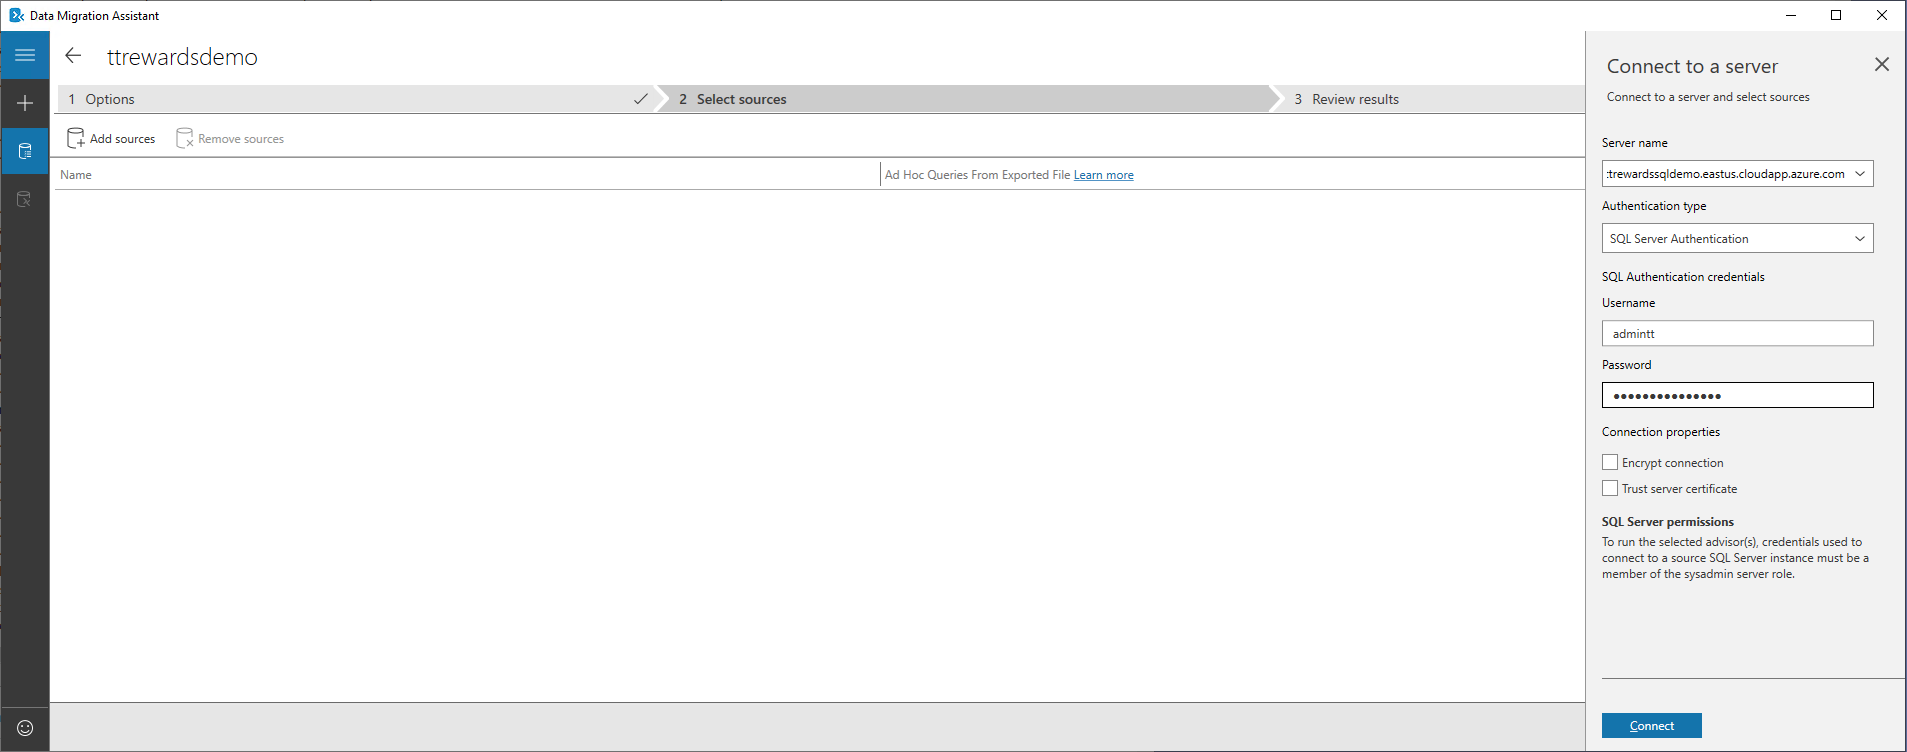 Data Migration Assistant
ttrewardsdemo
1 Options
2 Select sources
3 Review results
Add sources
Remove sources
Name
Ad Hoc Queries From Exported File Learn more
Connect to a server
Connect to a server and select sources
Server name
trewardssqldemo.eastus.cloudapp.azure.com
Authentication type
SQL Server Authentication
SQL Authentication credentials
Username
admintt
Password
•••••••••••••••
Connection properties
Encrypt connection
Trust server certificate
SQL Server permissions
To run the selected advisor(s), credentials used to
connect to a source SQL Server instance must be a
member of the sysadmin server role.
Connect